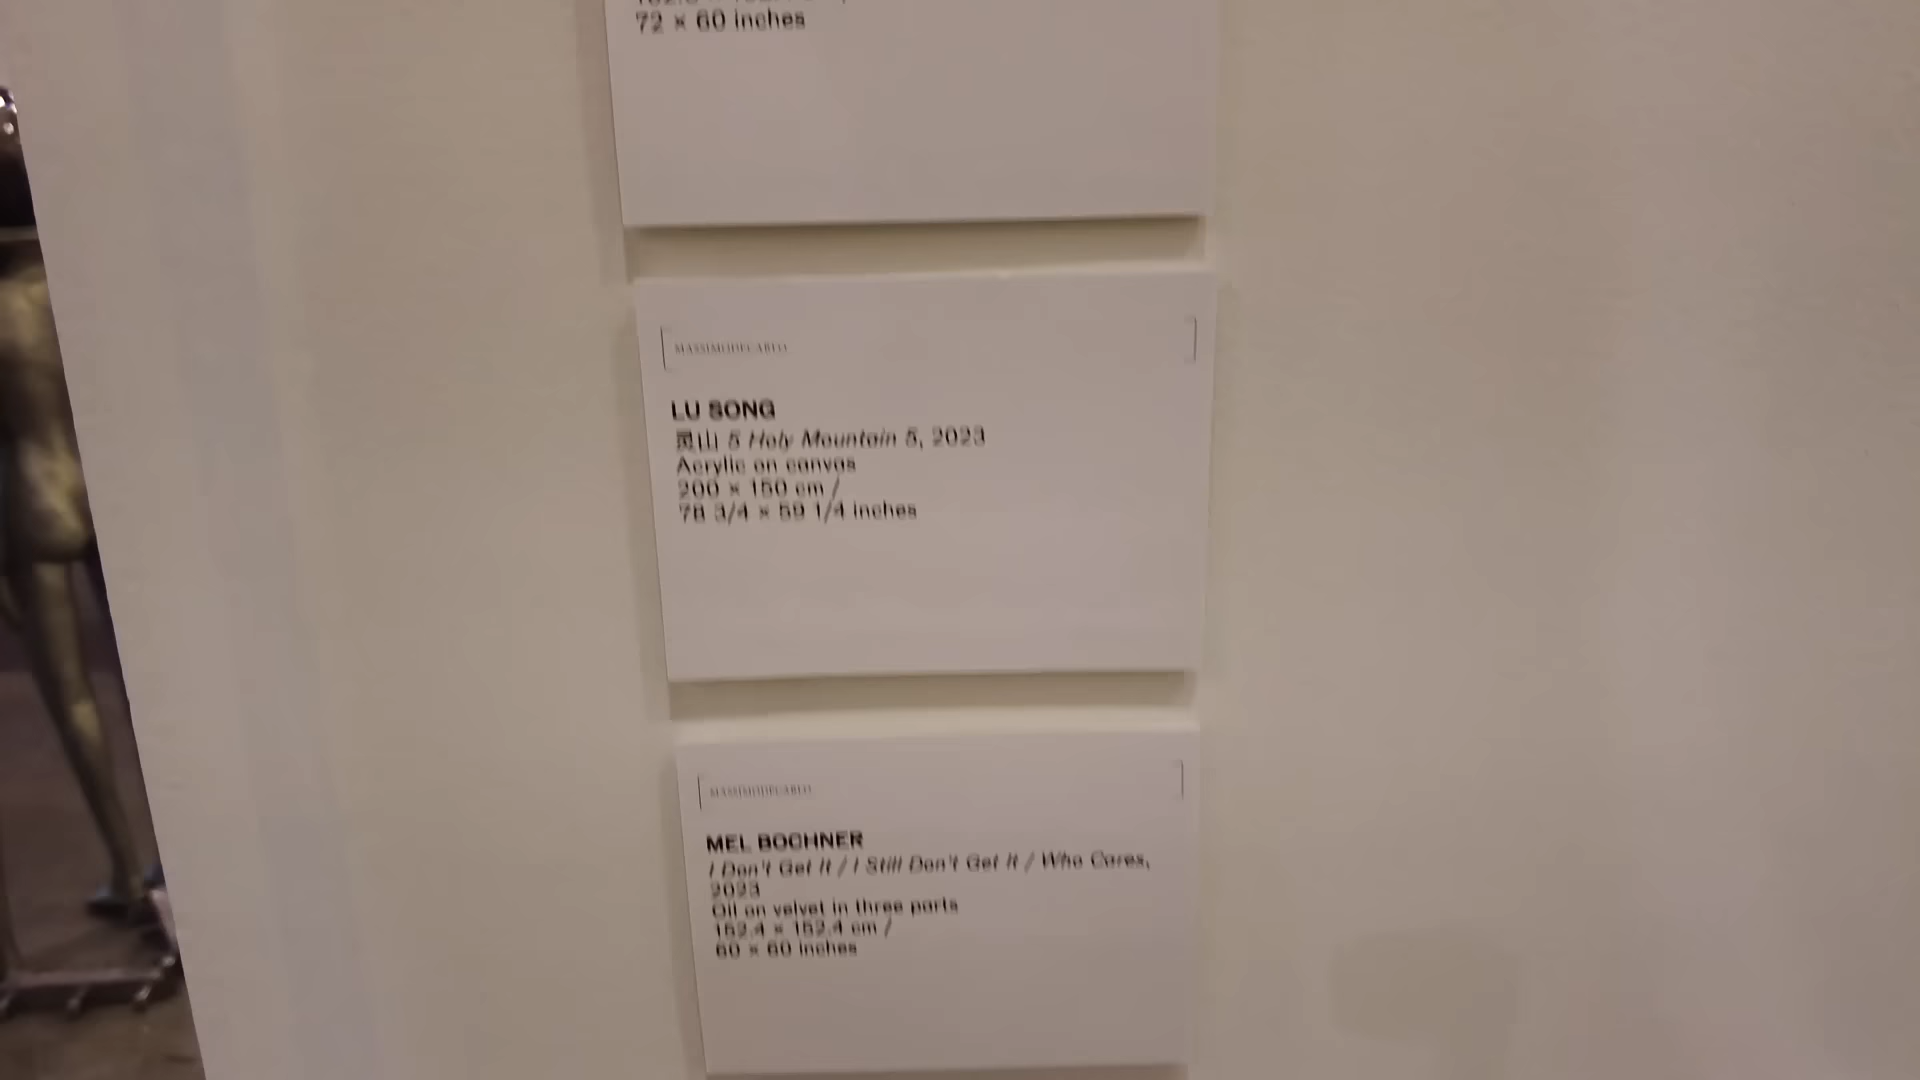 72 × 60 inches
MASSIMODECARLO
LU SONG
灵山 5 Holy Mountain 5, 2023
Acrylic on canvas
200 × 150 cm /
78 3/4 × 59 1/4 inches
MASSIMODECARLO
MEL BOCHNER
I Don't Get It / I Still Don't Get It / Who Cares,
2023
Oil on velvet in three parts
152.4 × 152.4 cm /
60 × 60 inches